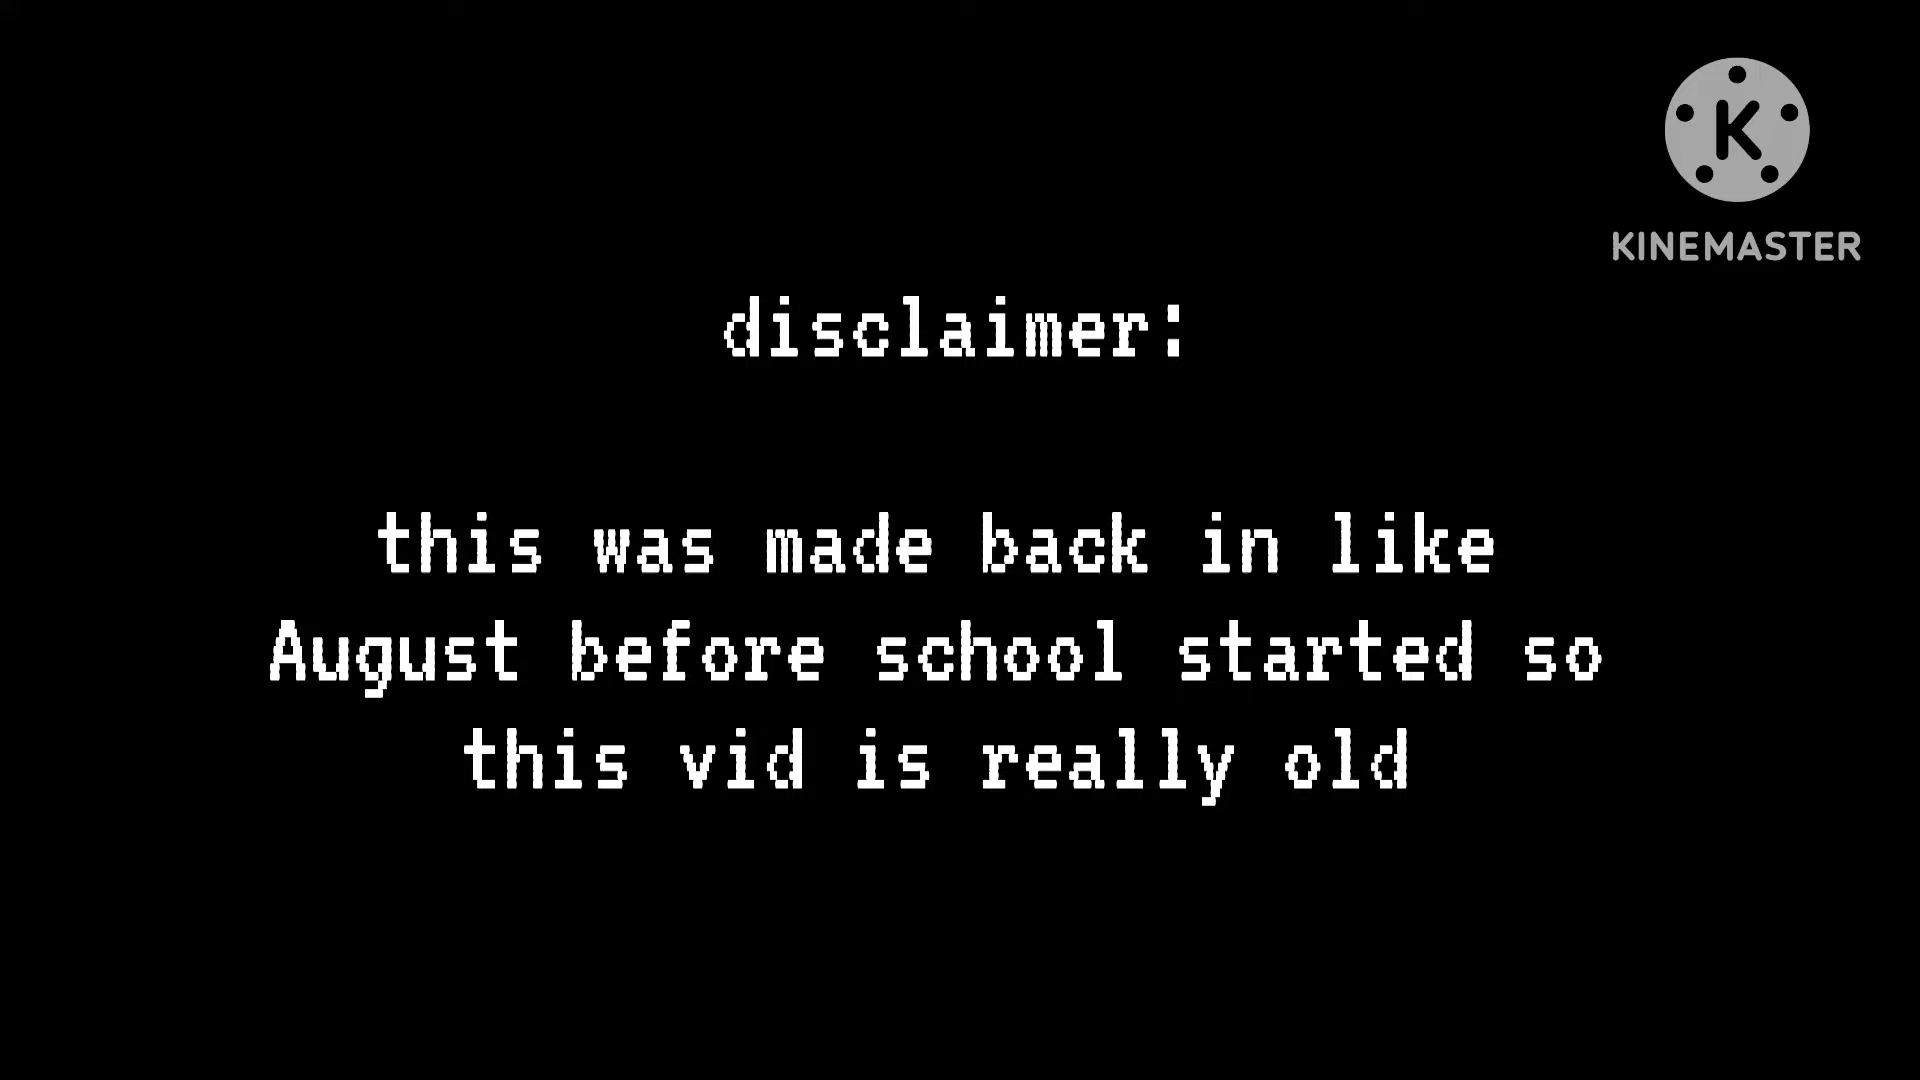 K
KINEMASTER
disclaimer:
this was made back in like
August before school started so
this vid is really old